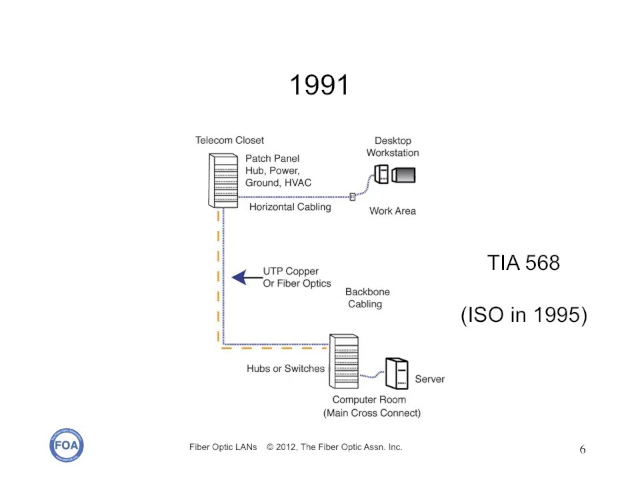 1991
Telecom Closet
Patch Panel
Hub, Power,
Ground, HVAC
Desktop
Workstation
Horizontal Cabling
Work Area
TIA 568
(ISO in 1995)
UTP Copper
Or Fiber Optics
Backbone
Cabling
Hubs or Switches
Server
Computer Room
(Main Cross Connect)
FOA
Fiber Optic LANs © 2012, The Fiber Optic Assn. Inc.
6